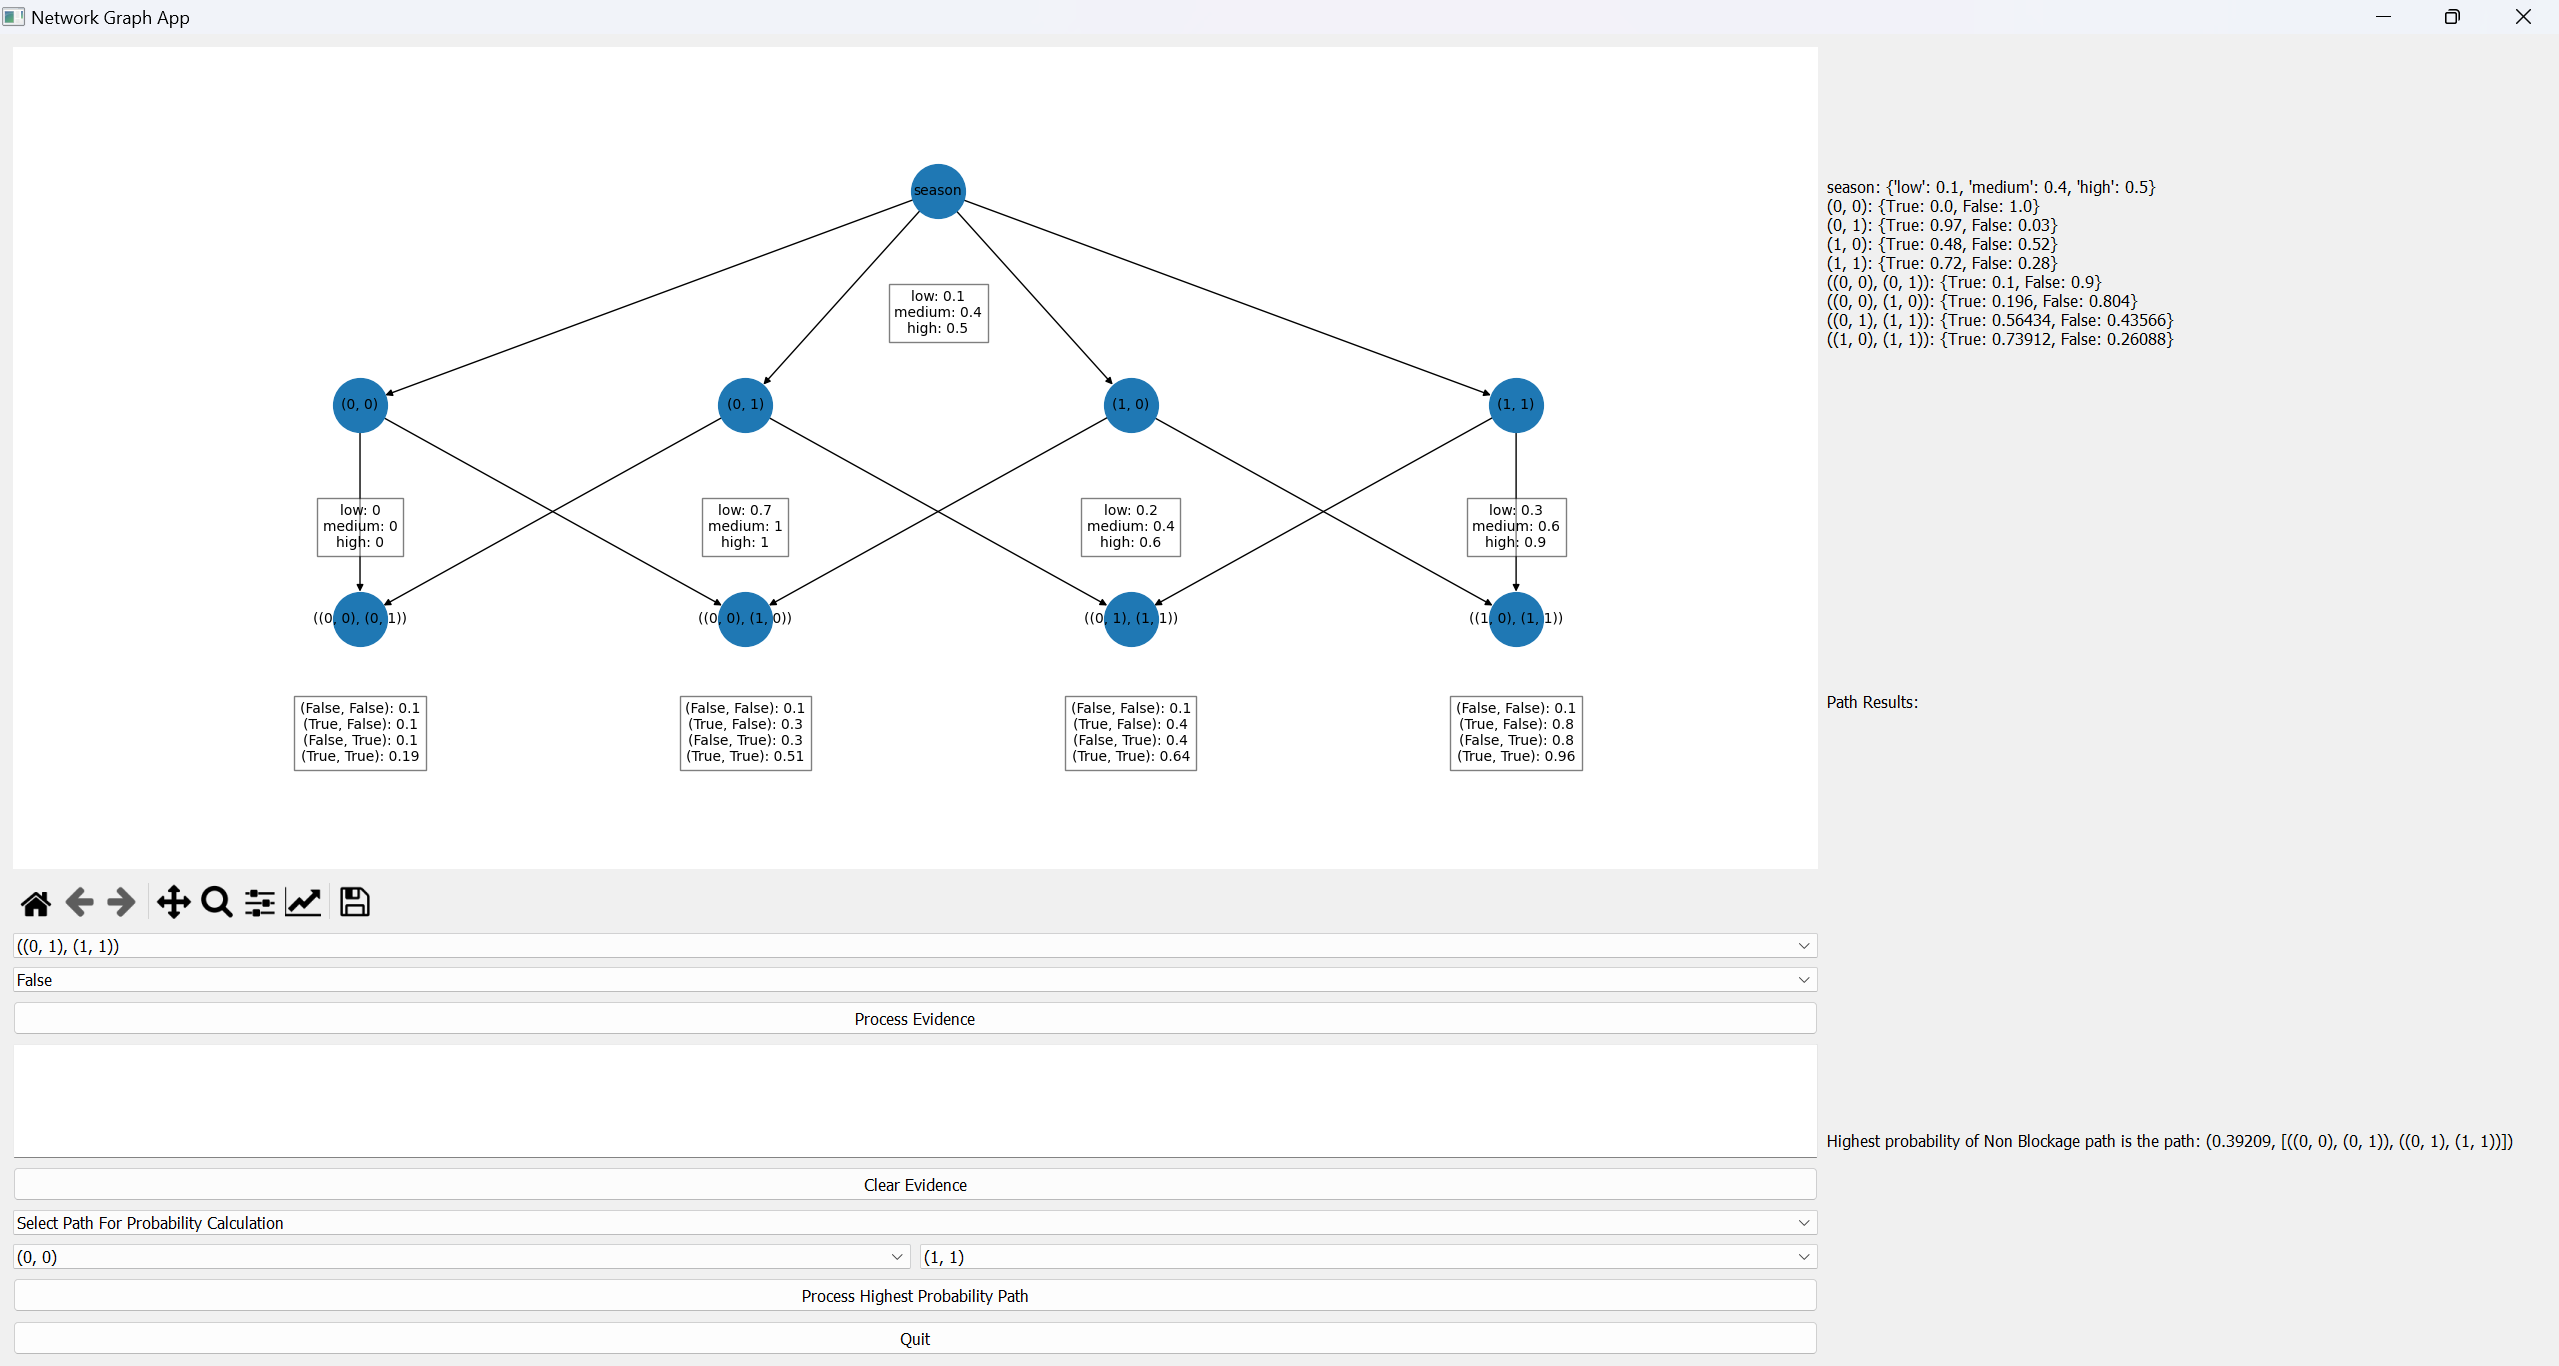 Network Graph App
season
low: 0.1
medium: 0.4
high: 0.5
(0, 0)
(0, 1)
(1, 0)
(1, 1)
low: 0
medium: 0
high: 0
low: 0.7
medium: 1
high: 1
low: 0.2
medium: 0.4
high: 0.6
low: 0.3
medium: 0.6
high: 0.9
((0, 0), (0, 1))
((0, 0), (1, 0))
((0, 1), (1, 1))
((1, 0), (1, 1))
(False, False): 0.1
(True, False): 0.1
(False, True): 0.1
(True, True): 0.19
(False, False): 0.1
(True, False): 0.3
(False, True): 0.3
(True, True): 0.51
(False, False): 0.1
(True, False): 0.4
(False, True): 0.4
(True, True): 0.64
(False, False): 0.1
(True, False): 0.8
(False, True): 0.8
(True, True): 0.96
season: {'low': 0.1, 'medium': 0.4, 'high': 0.5}
(0, 0): {True: 0.0, False: 1.0}
(0, 1): {True: 0.97, False: 0.03}
(1, 0): {True: 0.48, False: 0.52}
(1, 1): {True: 0.72, False: 0.28}
((0, 0), (0, 1)): {True: 0.1, False: 0.9}
((0, 0), (1, 0)): {True: 0.196, False: 0.804}
((0, 1), (1, 1)): {True: 0.56434, False: 0.43566}
((1, 0), (1, 1)): {True: 0.73912, False: 0.26088}
Path Results:
((0, 1), (1, 1))
False
Process Evidence
Highest probability of Non Blockage path is the path: (0.39209, [((0, 0), (0, 1)), ((0, 1), (1, 1))])
Clear Evidence
Select Path For Probability Calculation
(0, 0)
(1, 1)
Process Highest Probability Path
Quit